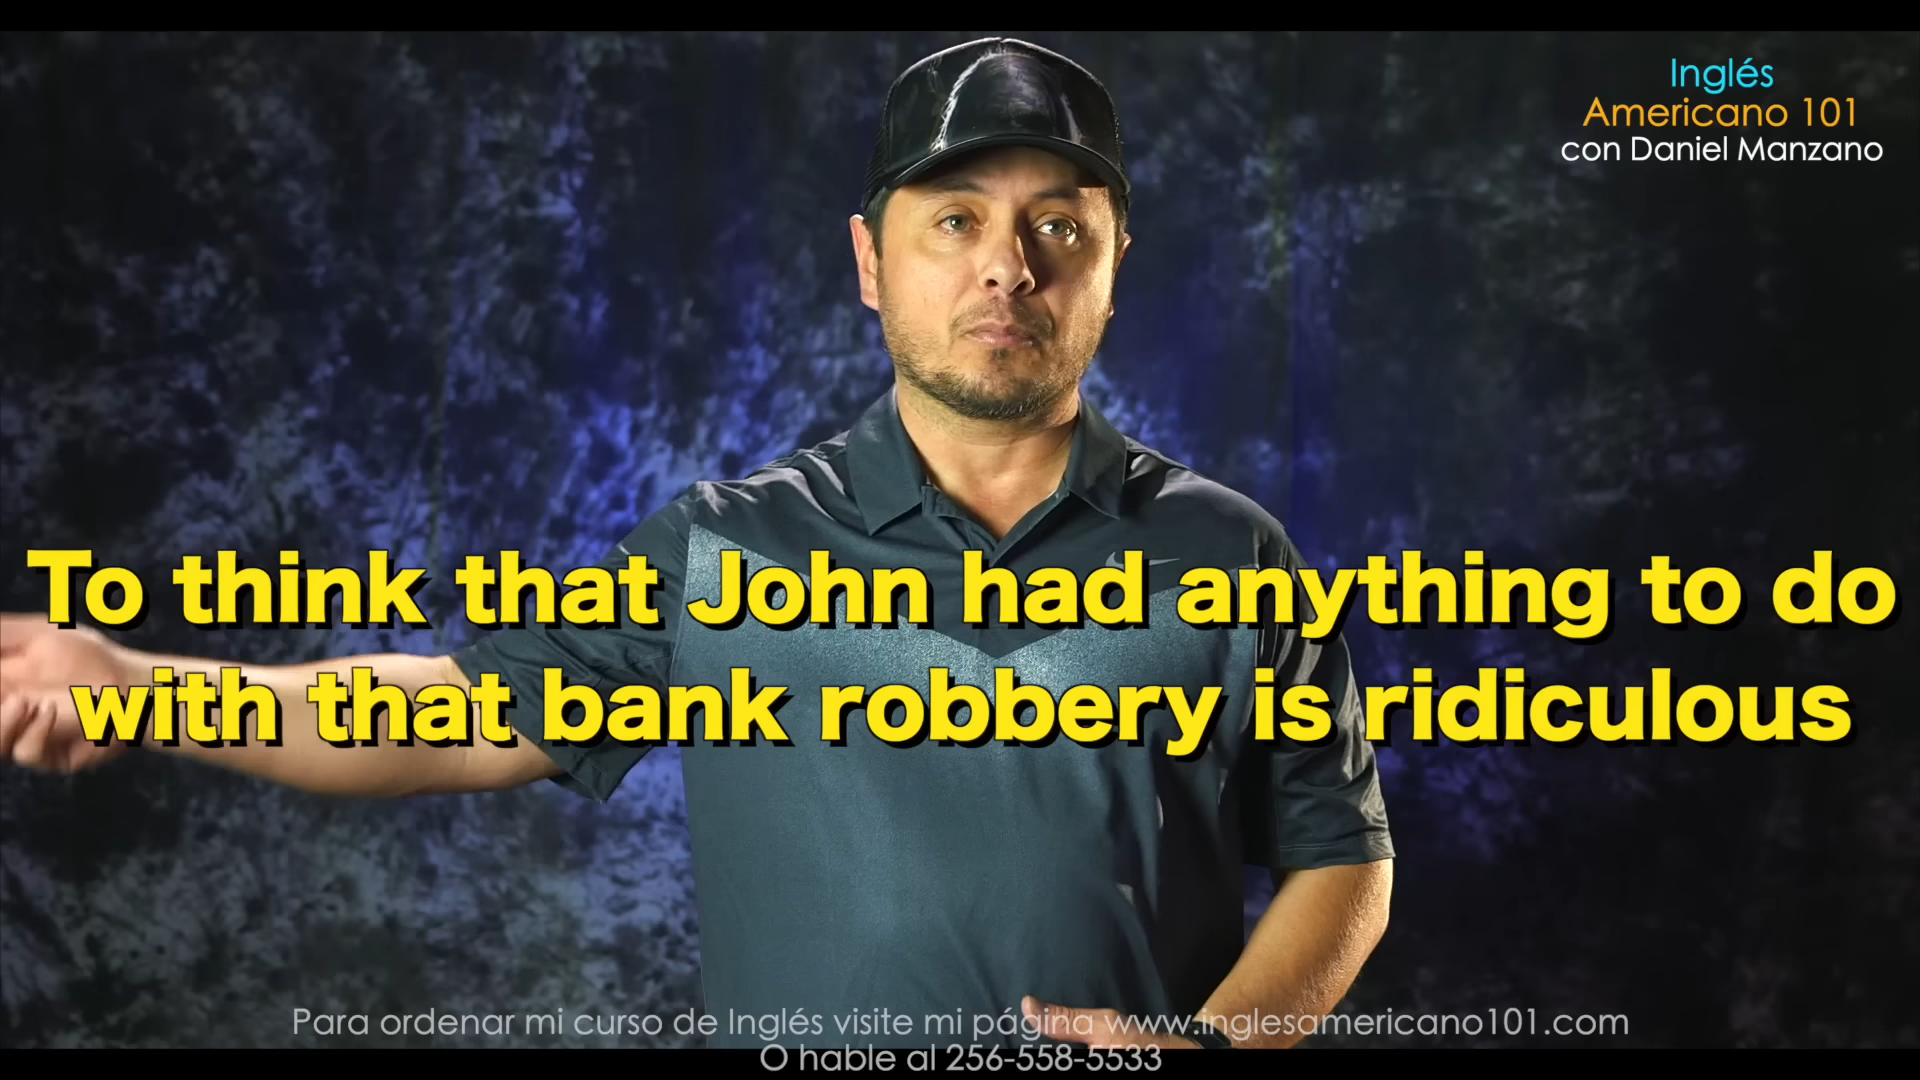 Inglés
Americano 101
con Daniel Manzano
To think that John had anything to do
with that bank robbery is ridiculous
Para ordenar mi curso de Inglés visite mi página www.inglesamericano101.com
O hable al 256-558-5533